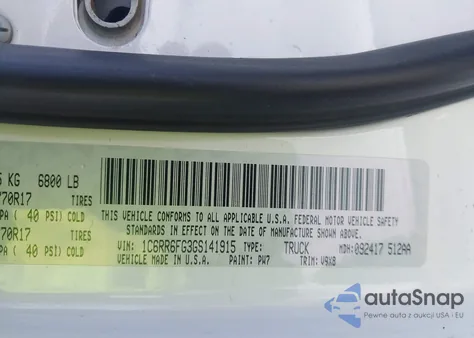 5 KG 6800 LB
/70R17 TIRES
PA ( 40 PSI) COLD
/70R17 TIRES
PA ( 40 PSI) COLD
THIS VEHICLE CONFORMS TO ALL APPLICABLE U.S.A. FEDERAL MOTOR VEHICLE SAFETY
STANDARDS IN EFFECT ON THE DATE OF MANUFACTURE SHOWN ABOVE
VIN: 1C6RR6FG3GS141915 TYPE: TRUCK MDH: 092417 512AA
VEHICLE MADE IN U.S.A. PAINT: PW7 TRIM: V9X8
autoSnap
Pewne auta z USA i EU